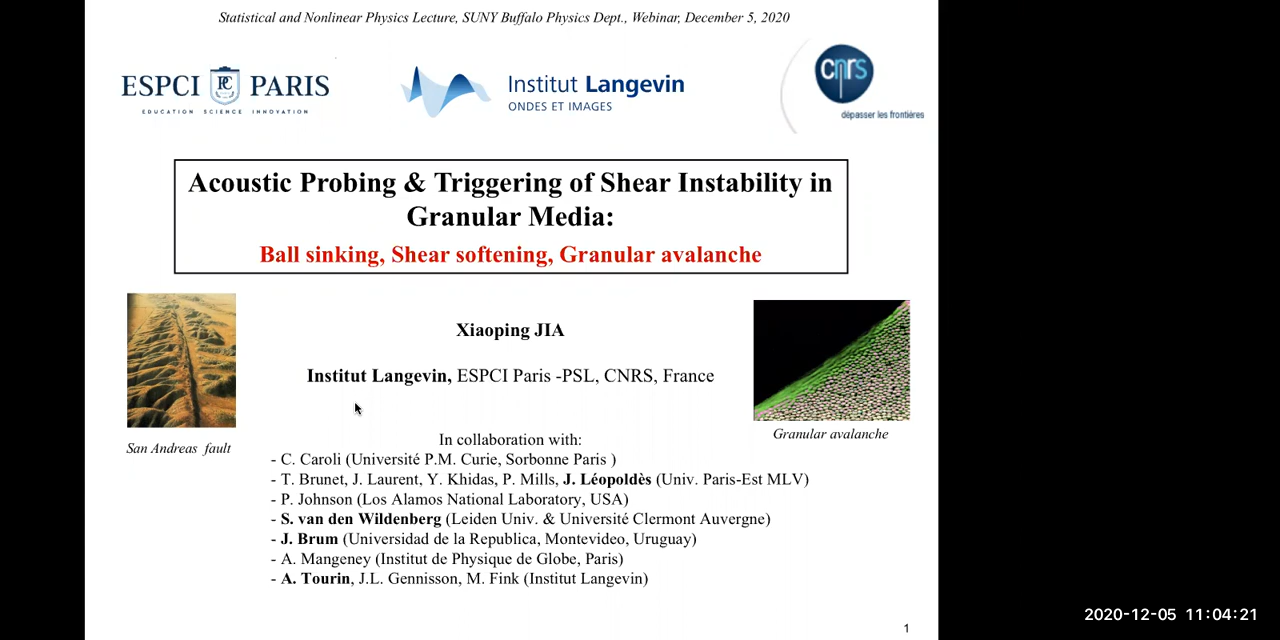 Statistical and Nonlinear Physics Lecture, SUNY Buffalo Physics Dept., Webinar, December 5, 2020
ESPCI PARIS
EDUCATION SCIENCE INNOVATION
Institut Langevin
ONDES ET IMAGES
cnrs
dépasser les frontières
Acoustic Probing & Triggering of Shear Instability in
Granular Media:
Ball sinking, Shear softening, Granular avalanche
Xiaoping JIA
Institut Langevin, ESPCI Paris -PSL, CNRS, France
San Andreas fault
Granular avalanche
In collaboration with:
- C. Caroli (Université P.M. Curie, Sorbonne Paris )
- T. Brunet, J. Laurent, Y. Khidas, P. Mills, J. Léopoldès (Univ. Paris-Est MLV)
- P. Johnson (Los Alamos National Laboratory, USA)
- S. van den Wildenberg (Leiden Univ. & Université Clermont Auvergne)
- J. Brum (Universidad de la Republica, Montevideo, Uruguay)
- A. Mangeney (Institut de Physique de Globe, Paris)
- A. Tourin, J.L. Gennisson, M. Fink (Institut Langevin)
1
2020-12-05 11:04:21